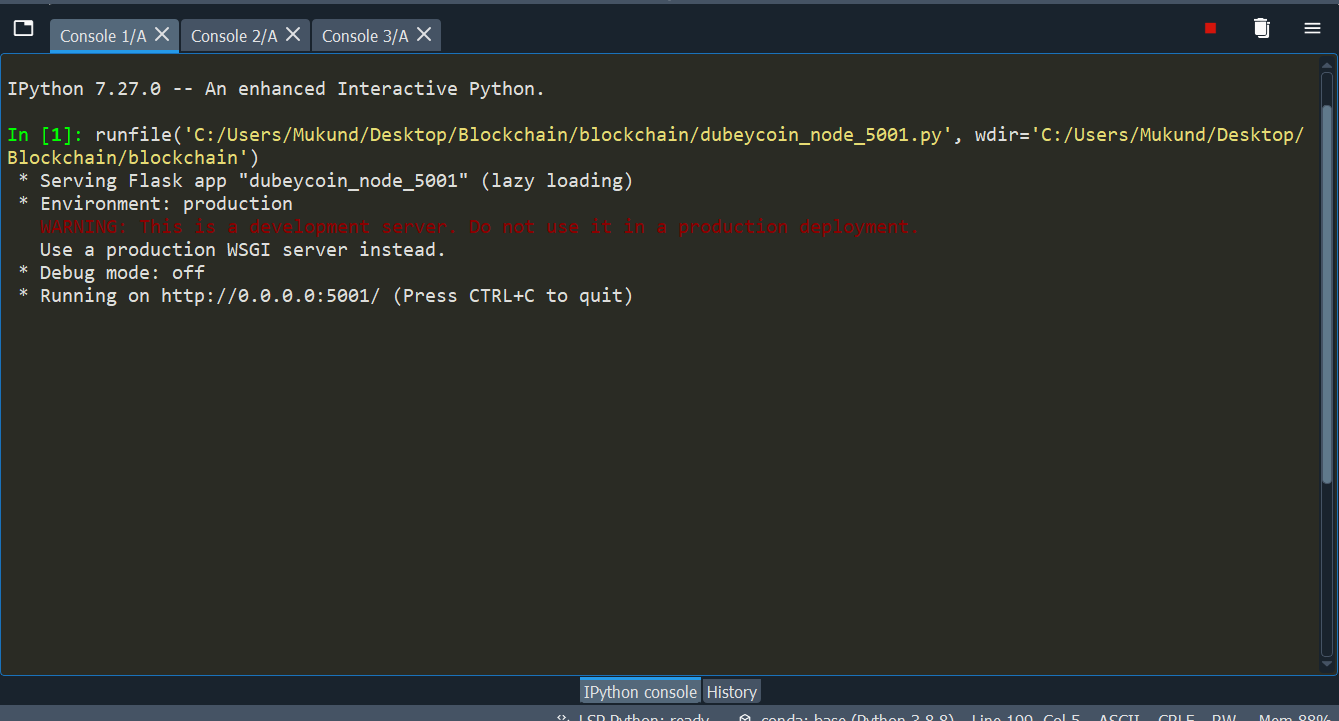 Console 1/A Console 2/A Console 3/A
IPython 7.27.0 -- An enhanced Interactive Python.
In [1]: runfile('C:/Users/Mukund/Desktop/Blockchain/blockchain/dubeycoin_node_5001.py', wdir='C:/Users/Mukund/Desktop/
Blockchain/blockchain')
* Serving Flask app "dubeycoin_node_5001" (lazy loading)
* Environment: production
WARNING: This is a development server. Do not use it in a production deployment.
Use a production WSGI server instead.
* Debug mode: off
* Running on http://0.0.0.0:5001/ (Press CTRL+C to quit)
IPython console History
LSP Python: ready conda: base (Python 3.8.8) Line 199, Col 5 ASCII CRLF RW Mem 88%